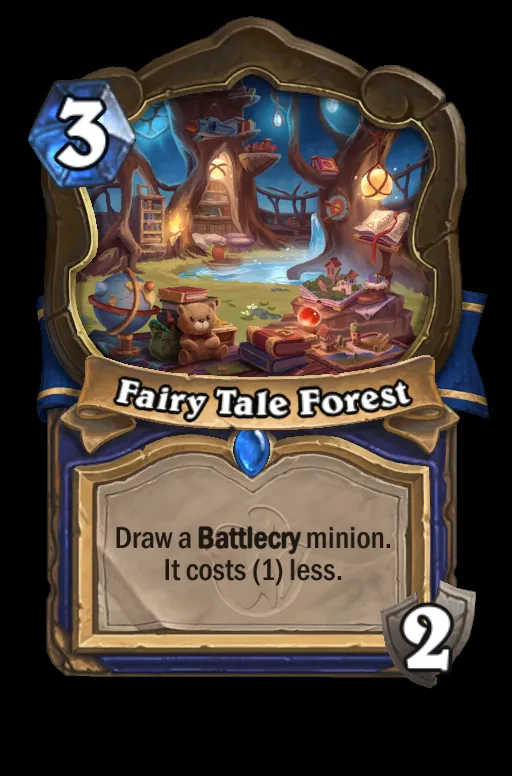 3
Fairy Tale Forest
Draw a Battlecry minion.
It costs (1) less.
2